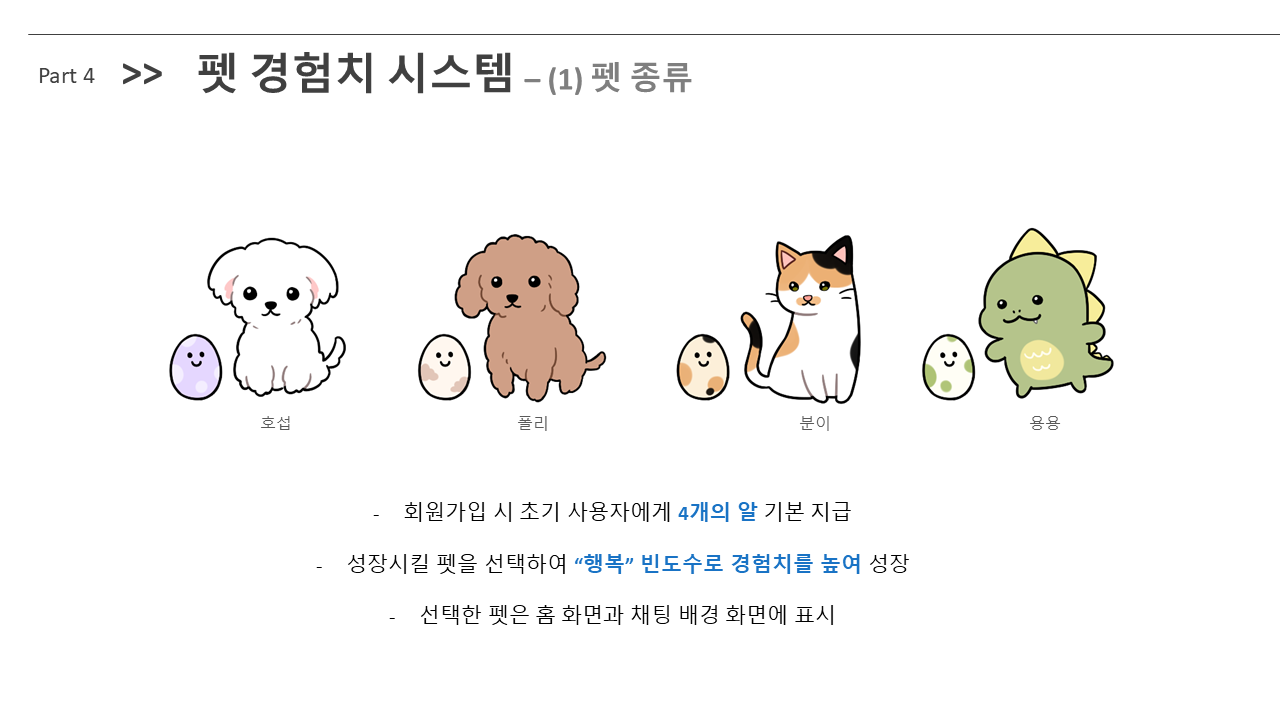 Part 4 >> 펫 경험치 시스템 – (1) 펫 종류
호섭 폴리 분이 용용
- 회원가입 시 초기 사용자에게 4개의 알 기본 지급
- 성장시킬 펫을 선택하여 “행복” 빈도수로 경험치를 높여 성장
- 선택한 펫은 홈 화면과 채팅 배경 화면에 표시